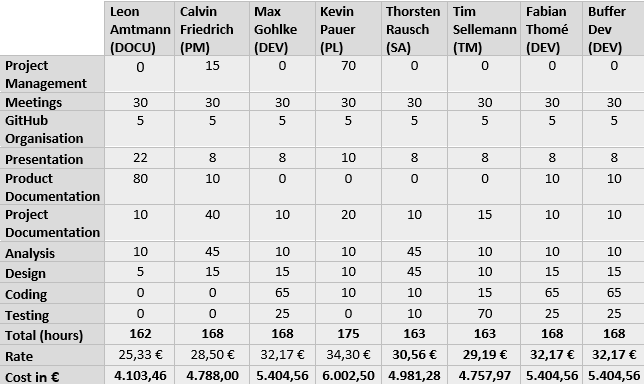 Leon Amtmann (DOCU) Calvin Friedrich (PM) Max Gohlke (DEV) Kevin Pauer (PL) Thorsten Rausch (SA) Tim Sellemann (TM) Fabian Thomé (DEV) Buffer Dev (DEV)
Project Management 0 15 0 70 0 0 0 0
Meetings 30 30 30 30 30 30 30 30
GitHub Organisation 5 5 5 5 5 5 5 5
Presentation 22 8 8 10 8 8 8 8
Product Documentation 80 10 0 0 0 0 10 10
Project Documentation 10 40 10 20 10 15 10 10
Analysis 10 45 10 10 45 10 10 10
Design 5 15 15 10 45 10 15 15
Coding 0 0 65 10 10 15 65 65
Testing 0 0 25 0 10 70 25 25
Total (hours) 162 168 168 175 163 163 168 168
Rate 25,33 € 28,50 € 32,17 € 34,30 € 30,56 € 29,19 € 32,17 € 32,17 €
Cost in € 4.103,46 4.788,00 5.404,56 6.002,50 4.981,28 4.757,97 5.404,56 5.404,56